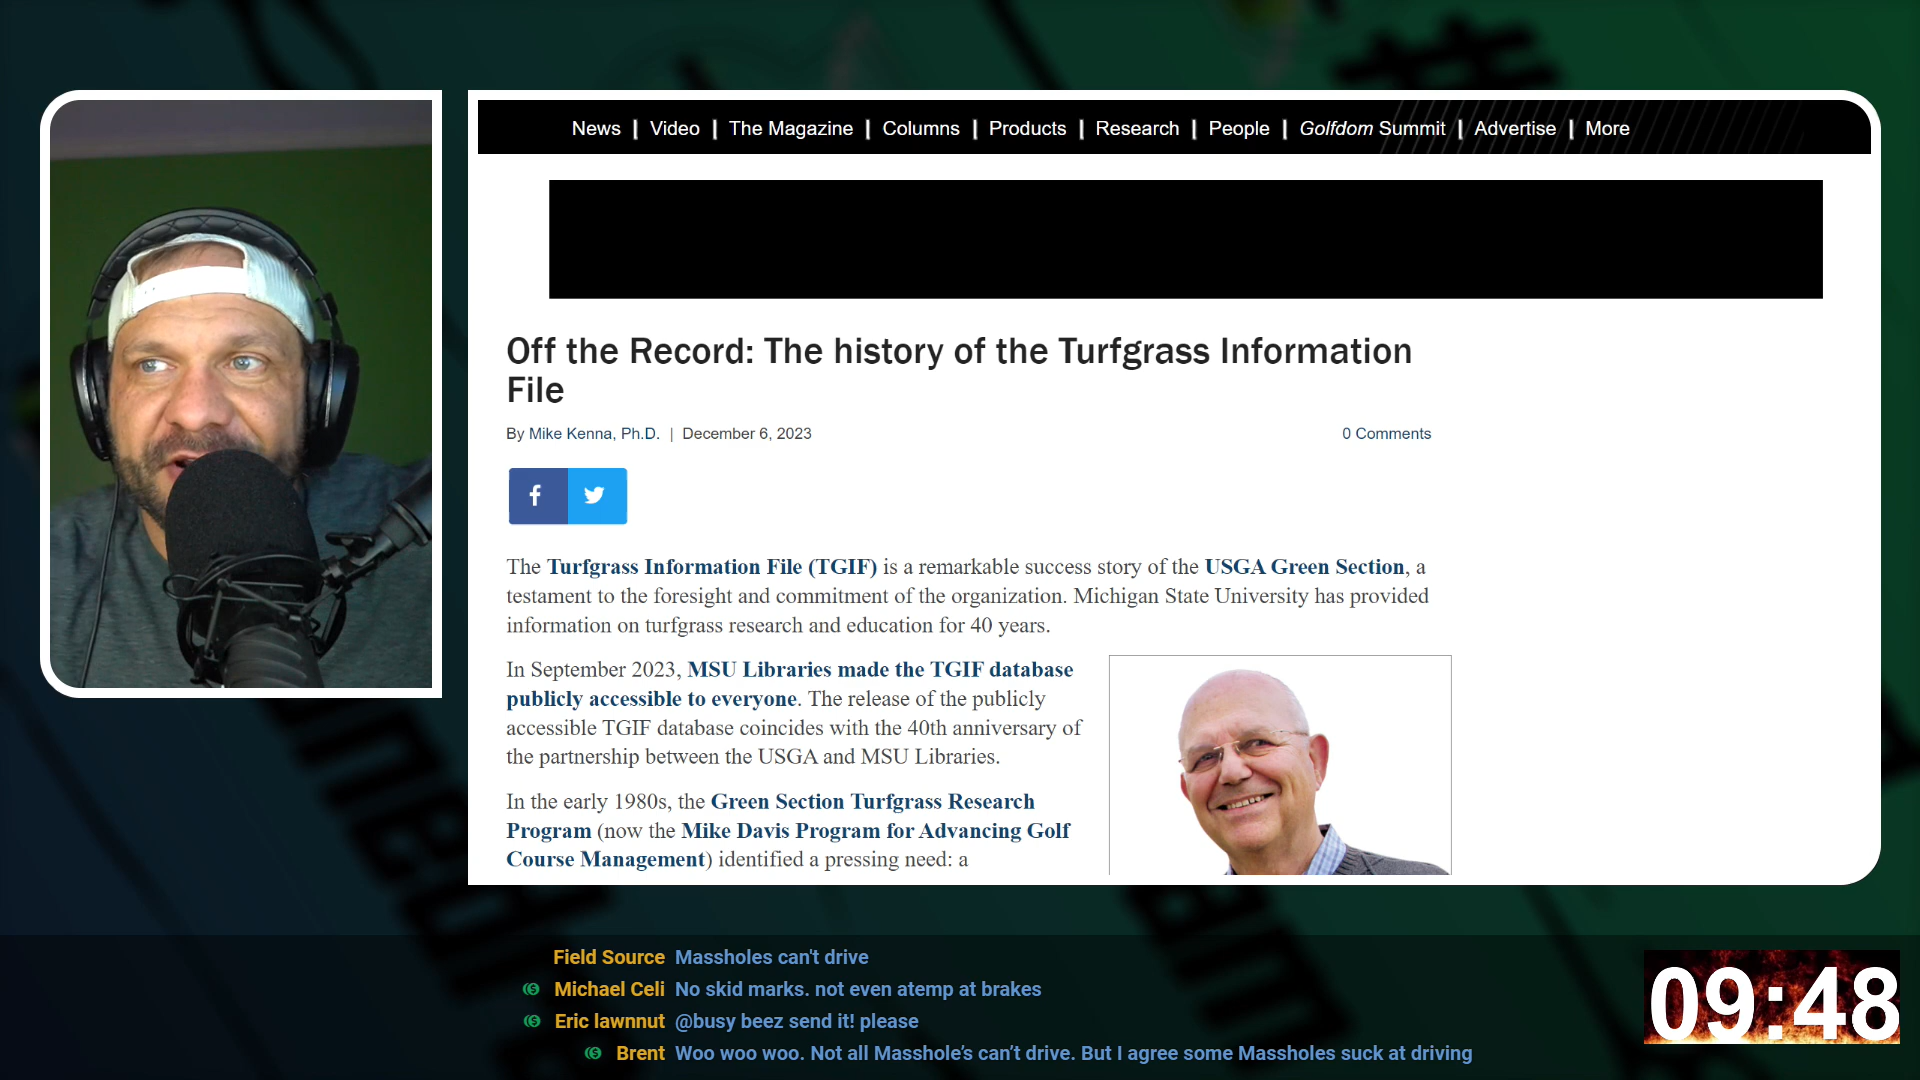 News | Video | The Magazine | Columns | Products | Research | People | Golfdom Summit | Advertise | More
Off the Record: The history of the Turfgrass Information
File
By Mike Kenna, Ph.D. | December 6, 2023
0 Comments
The Turfgrass Information File (TGIF) is a remarkable success story of the USGA Green Section, a
testament to the foresight and commitment of the organization. Michigan State University has provided
information on turfgrass research and education for 40 years.
In September 2023, MSU Libraries made the TGIF database
publicly accessible to everyone. The release of the publicly
accessible TGIF database coincides with the 40th anniversary of
the partnership between the USGA and MSU Libraries.
In the early 1980s, the Green Section Turfgrass Research
Program (now the Mike Davis Program for Advancing Golf
Course Management) identified a pressing need: a
Field Source Massholes can't drive
Michael Celi No skid marks. not even atemp at brakes
Eric lawnnut @busy beez send it! please
Brent Woo woo woo. Not all Masshole’s can’t drive. But I agree some Massholes suck at driving
09:48